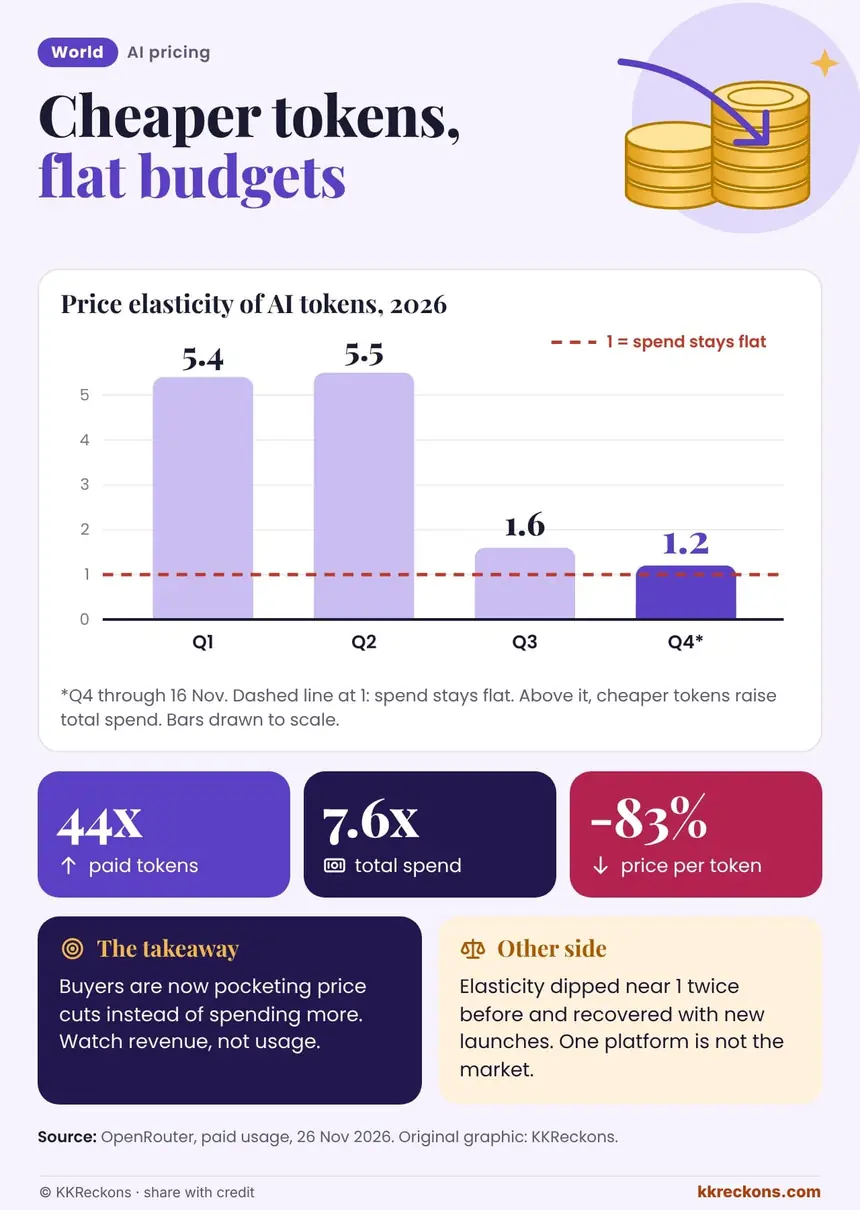 World AI pricing
Cheaper tokens,
flat budgets
Price elasticity of AI tokens, 2026
1 = spend stays flat
5.4
5.5
1.6
1.2
5
4
3
2
1
0
Q1 Q2 Q3 Q4*
*Q4 through 16 Nov. Dashed line at 1: spend stays flat. Above it, cheaper tokens raise
total spend. Bars drawn to scale.
44x
paid tokens
7.6x
total spend
-83%
price per token
The takeaway
Buyers are now pocketing price
cuts instead of spending more.
Watch revenue, not usage.
Other side
Elasticity dipped near 1 twice
before and recovered with new
launches. One platform is not the
market.
Source: OpenRouter, paid usage, 26 Nov 2026. Original graphic: KKReckons.
© KKReckons · share with credit
kkreckons.com